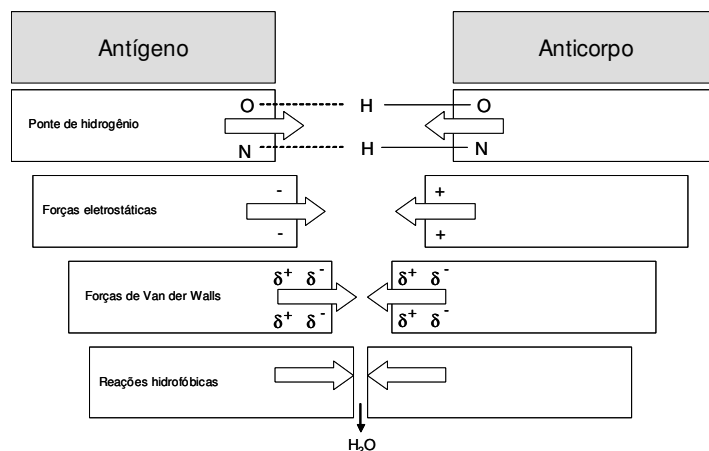 Antígeno Anticorpo
O H O
Ponte de hidrogênio
N H N
- +
Forças eletrostáticas
- +
δ+ δ- δ+ δ-
Forças de Van der Walls
δ+ δ- δ+ δ-
Reações hidrofóbicas
H₂O